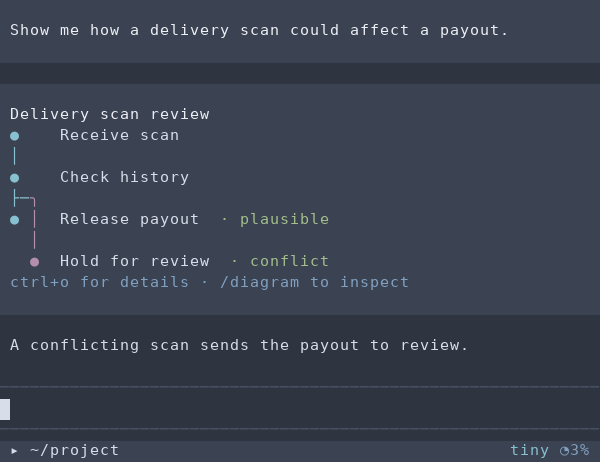 Show me how a delivery scan could affect a payout.
Delivery scan review
Receive scan
Check history
Release payout · plausible
Hold for review · conflict
ctrl+o for details · /diagram to inspect
A conflicting scan sends the payout to review.
▸ ~/project tiny ◔3%